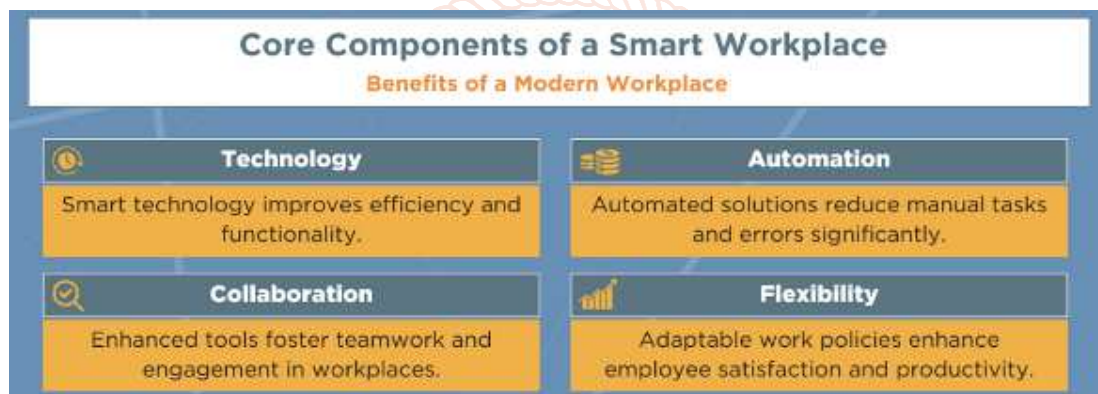 Core Components of a Smart Workplace
Benefits of a Modern Workplace
Technology
Smart technology improves efficiency and
functionality.
Automation
Automated solutions reduce manual tasks
and errors significantly.
Collaboration
Enhanced tools foster teamwork and
engagement in workplaces.
Flexibility
Adaptable work policies enhance
employee satisfaction and productivity.